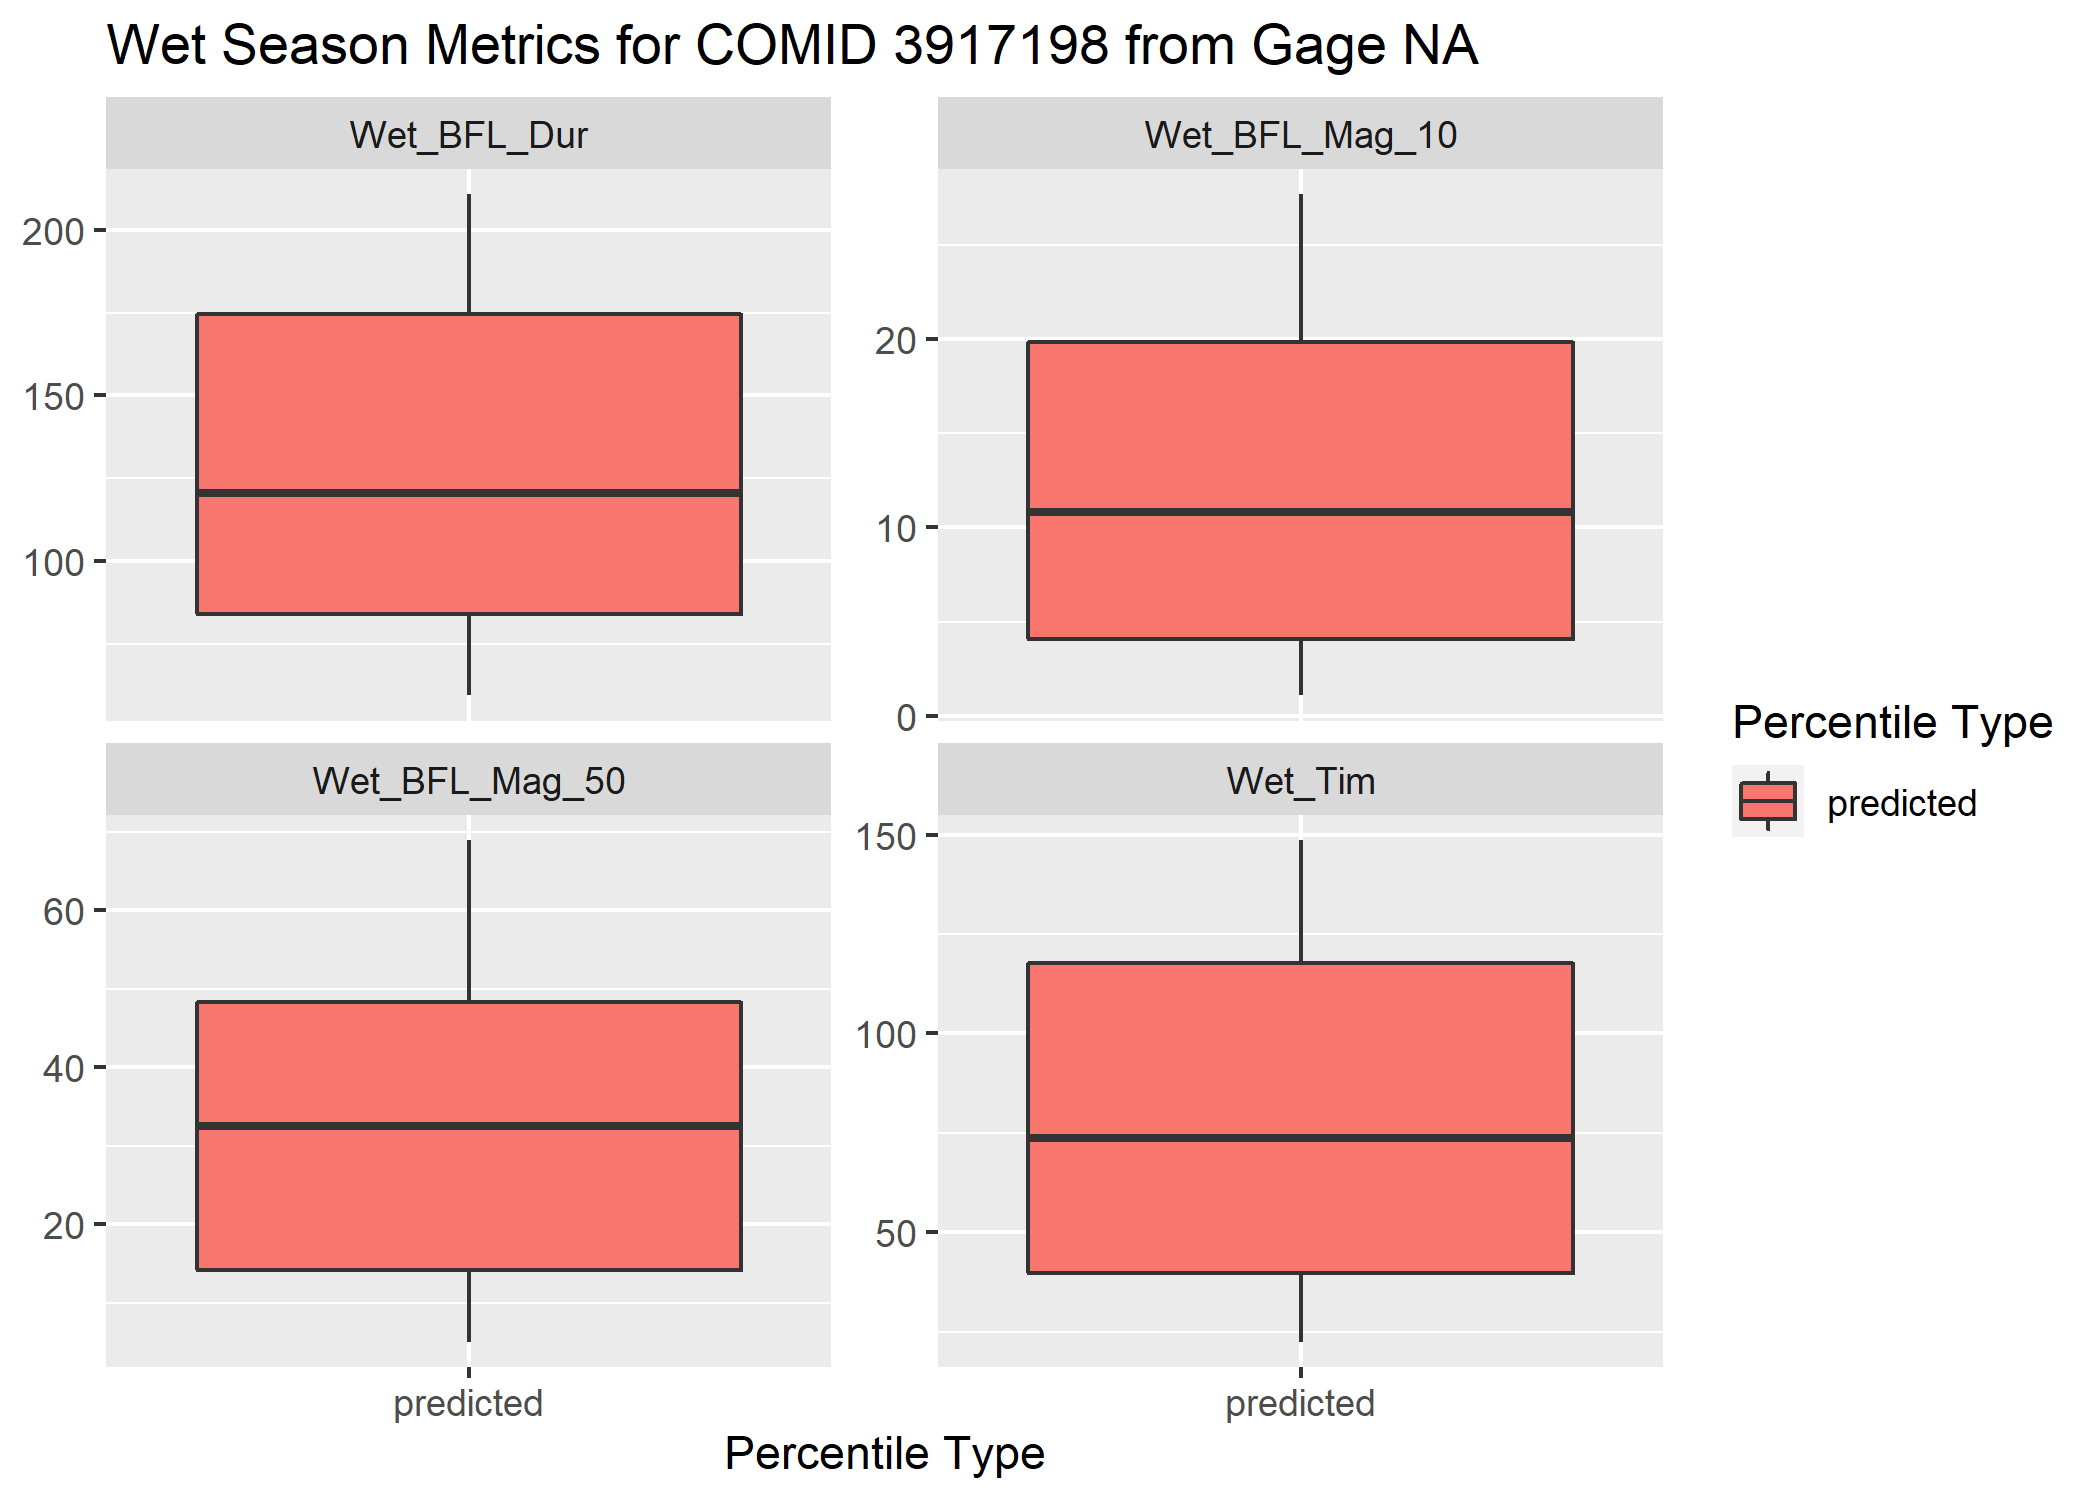 Wet Season Metrics for COMID 3917198 from Gage NA
Wet_BFL_Dur
200
150
100
Wet_BFL_Mag_10
20
10
0
Wet_BFL_Mag_50
60
40
20
predicted
Wet_Tim
150
100
50
predicted
Percentile Type
Percentile Type
predicted